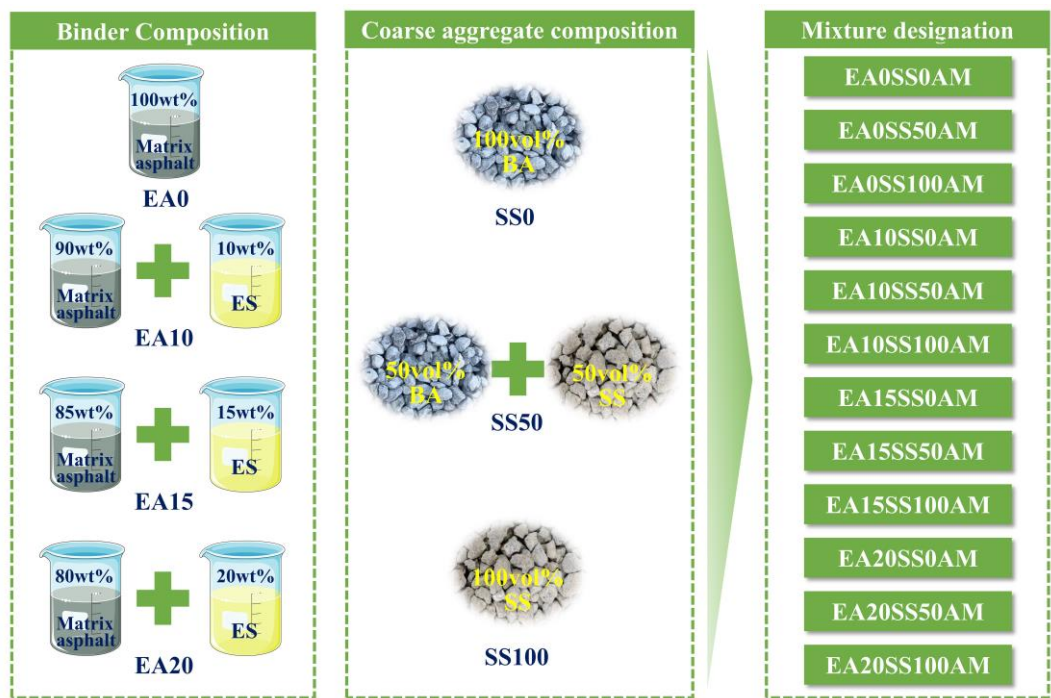 Binder Composition
100wt%
Matrix
asphalt
EA0
90wt%
10wt%
Matrix
asphalt
ES
EA10
85wt%
15wt%
Matrix
asphalt
ES
EA15
80wt%
20wt%
Matrix
asphalt
ES
EA20
Coarse aggregate composition
100vol%
BA
SS0
50vol%
BA
50vol%
SS
SS50
100vol%
SS
SS100
Mixture designation
EA0SS0AM
EA0SS50AM
EA0SS100AM
EA10SS0AM
EA10SS50AM
EA10SS100AM
EA15SS0AM
EA15SS50AM
EA15SS100AM
EA20SS0AM
EA20SS50AM
EA20SS100AM